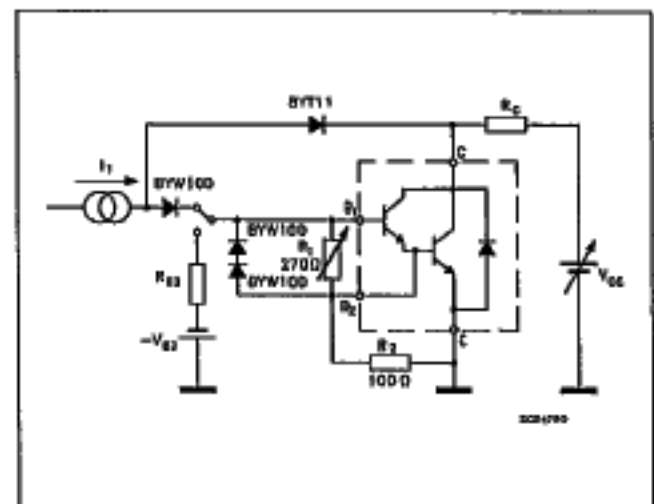 BYT11
RC
I1
BYW100
C
B1
BYW100
R1
270Ω
RB2
BYW100
B2
VCC
-VB2
R2
E
100Ω